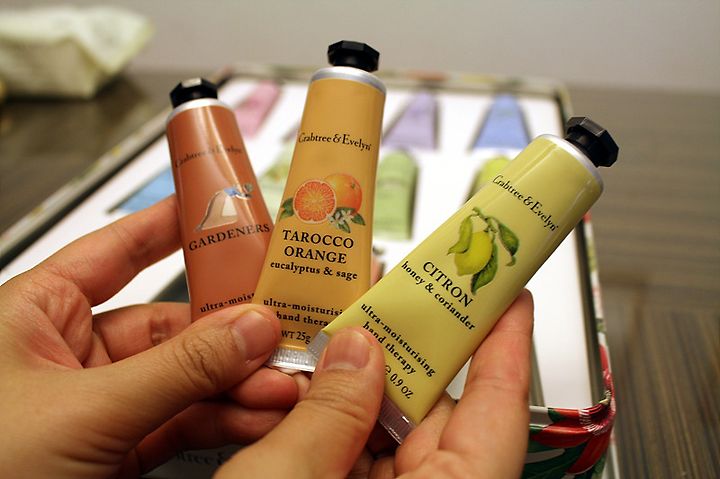 Crabtree & Evelyn
GARDENERS
ultra-moist
Crabtree & Evelyn
TAROCCO
ORANGE
eucalyptus & sage
ultra-moisturising
hand therapy
WT 25g
Crabtree & Evelyn
CITRON
honey & coriander
ultra-moisturising
hand therapy
0.9 oz